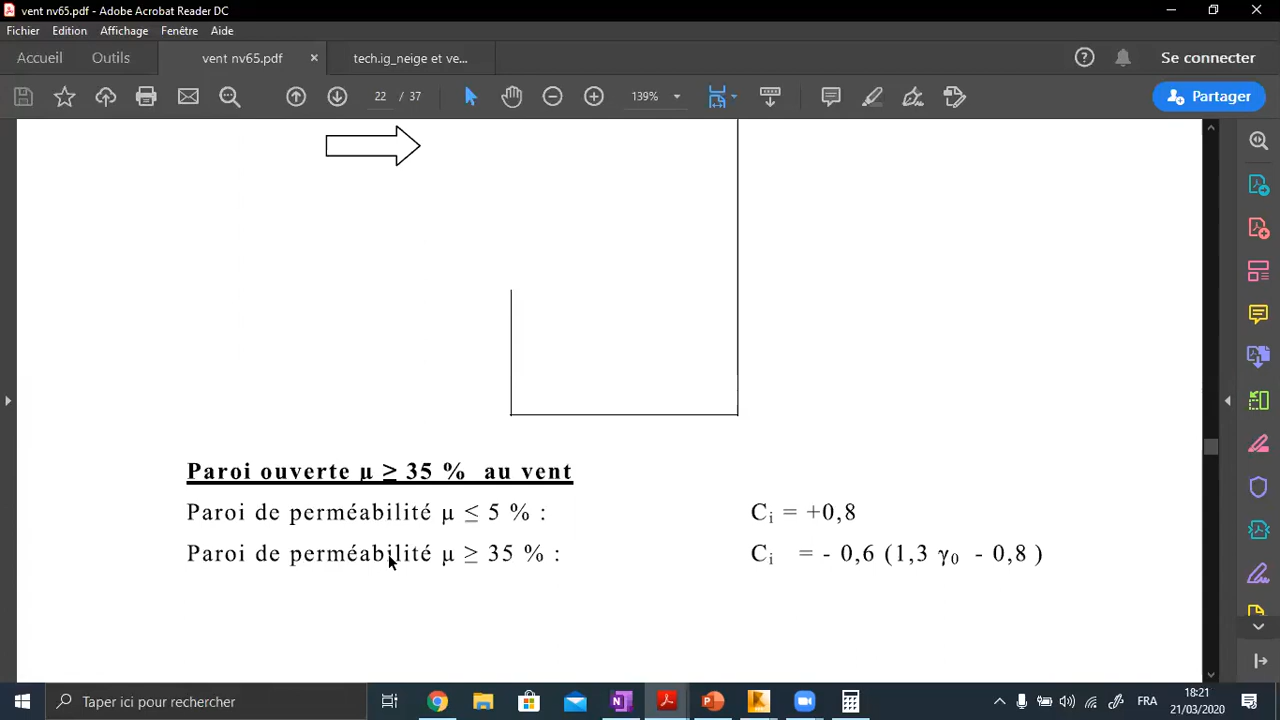 vent nv65.pdf - Adobe Acrobat Reader DC
Fichier Edition Affichage Fenêtre Aide
Accueil Outils vent nv65.pdf × tech.ig_neige et ve... Se connecter
22 / 37 139% Partager
Paroi ouverte μ ≥ 35 % au vent
Paroi de perméabilité μ ≤ 5 % : Ci = +0,8
Paroi de perméabilité μ ≥ 35 % : Ci = - 0,6 (1,3 γ0 - 0,8 )
Taper ici pour rechercher
FRA
18:21
21/03/2020